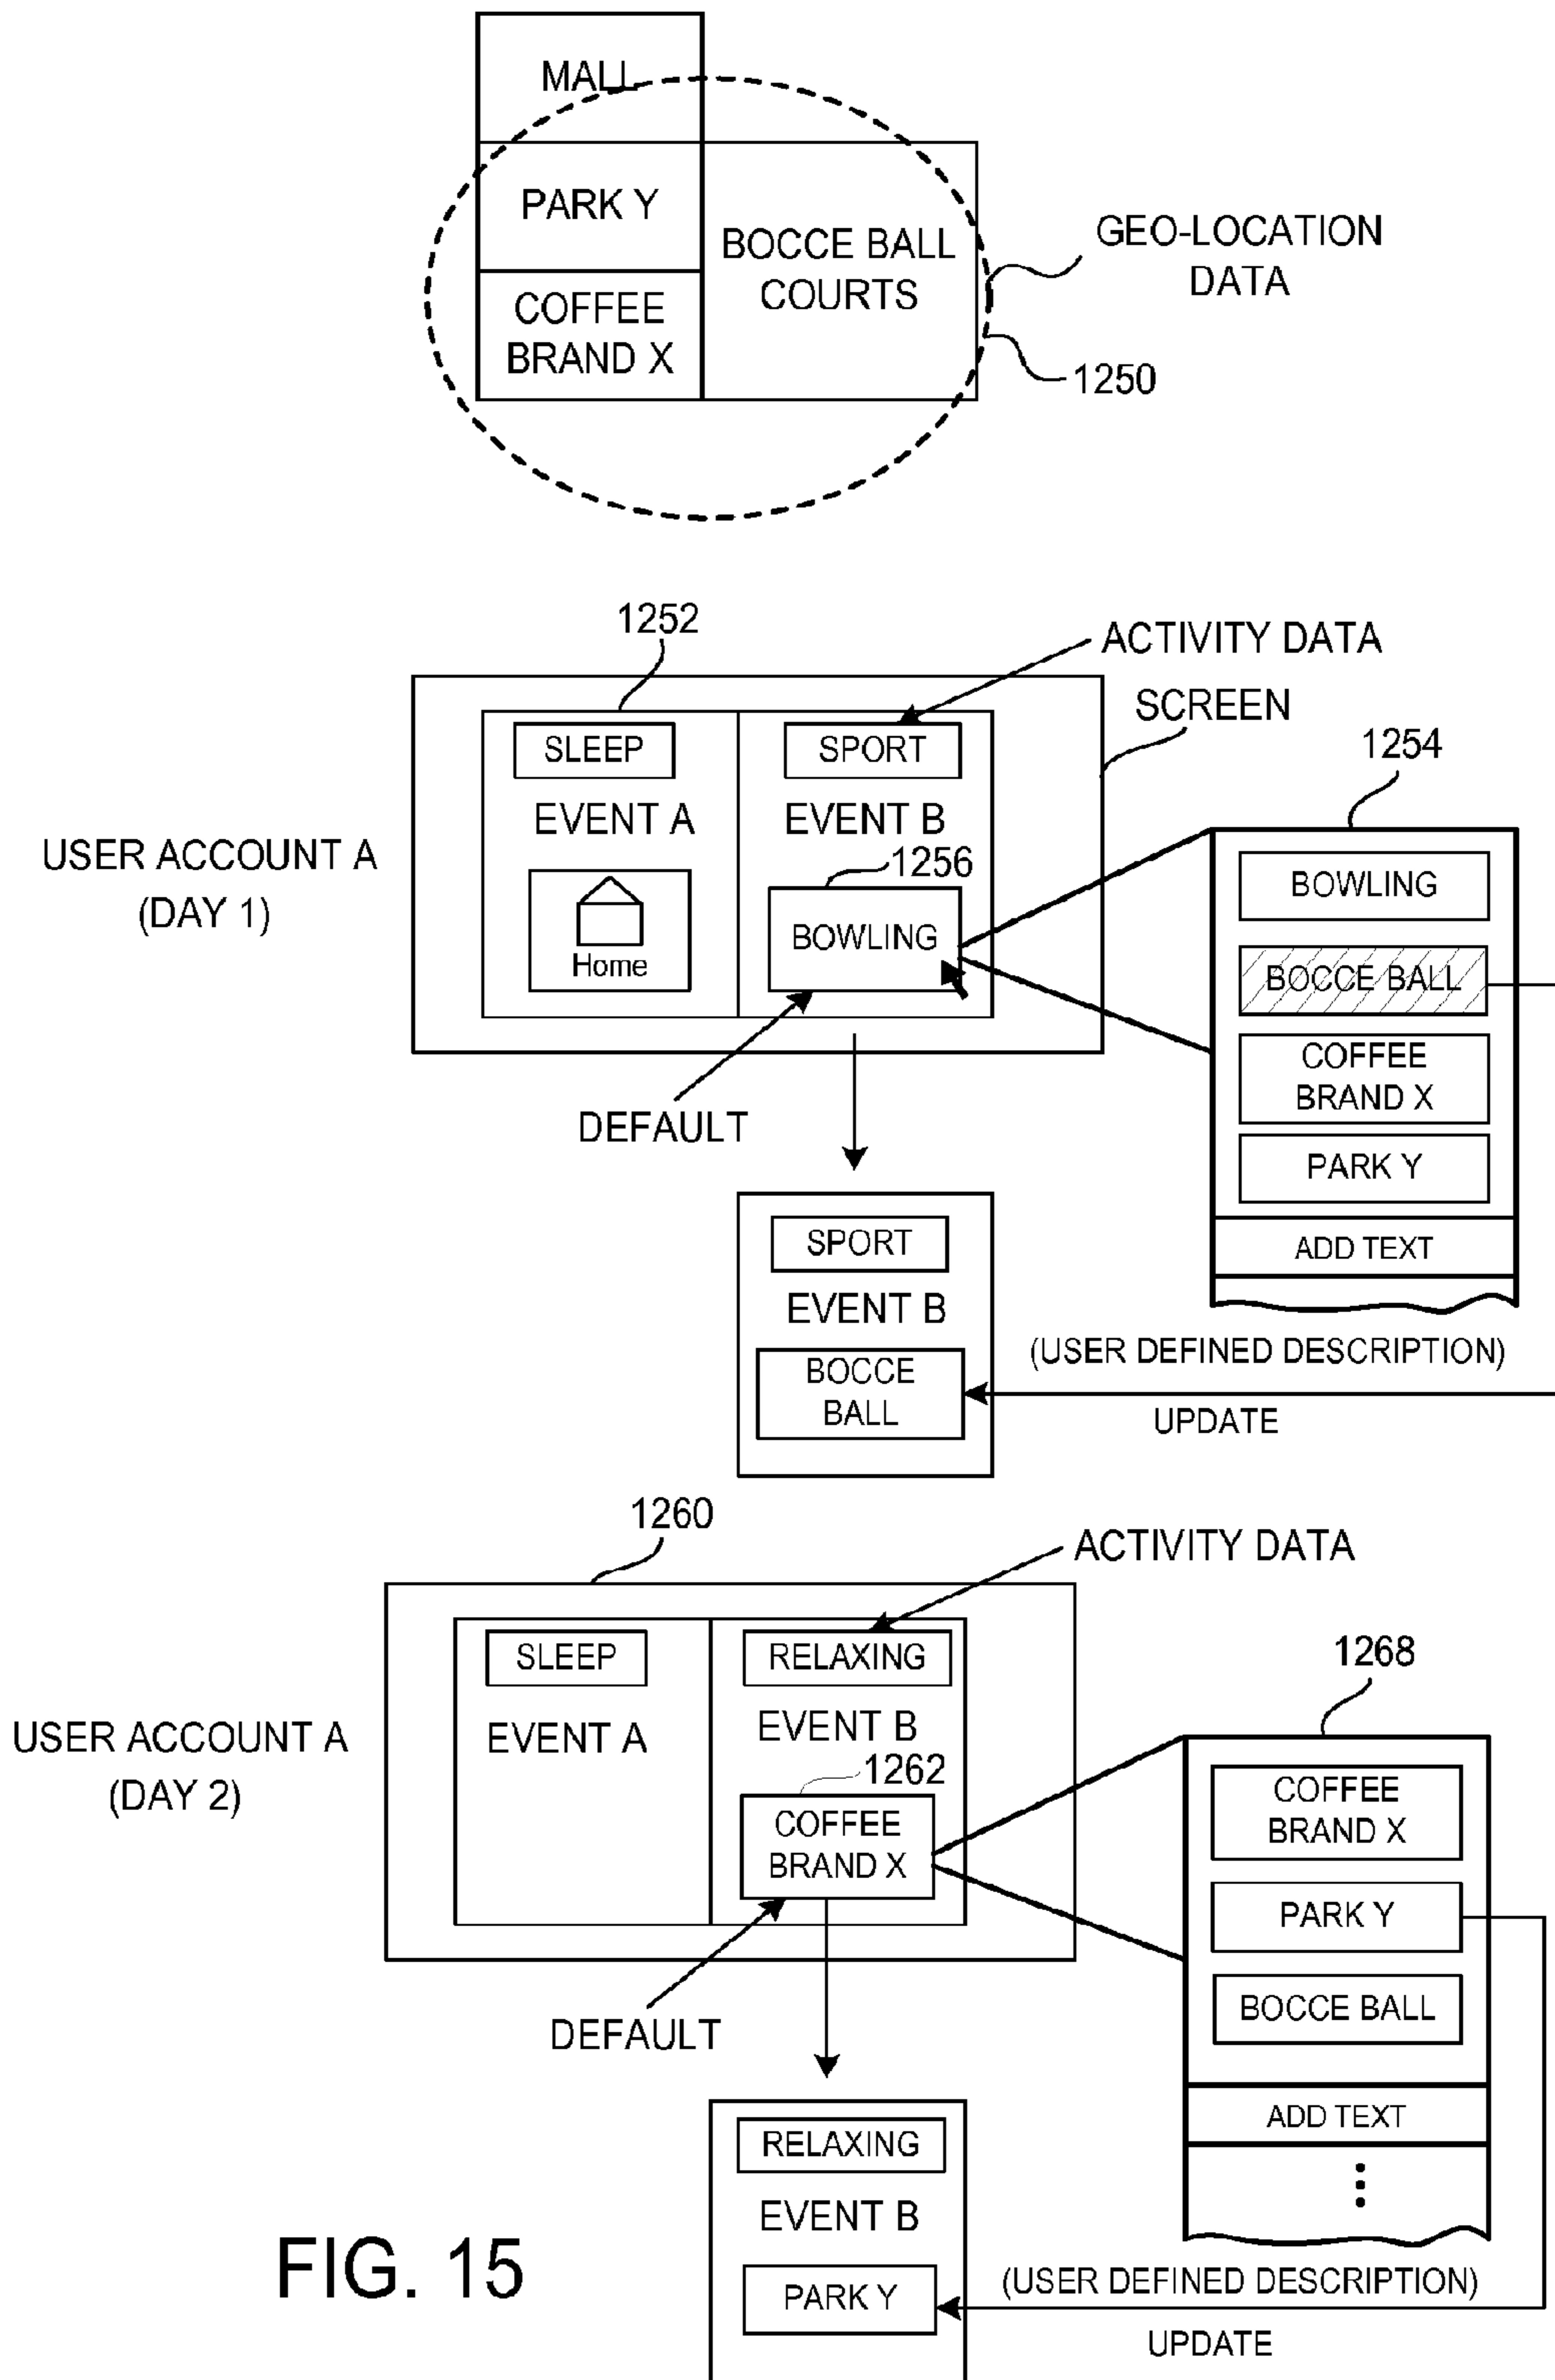 MALL
PARK Y
BOCCE BALL
COURTS
COFFEE
BRAND X
GEO-LOCATION
DATA
1250
1252
ACTIVITY DATA
SCREEN
1254
SLEEP
SPORT
EVENT A
EVENT B
1256
USER ACCOUNT A
(DAY 1)
Home
BOWLING
DEFAULT
BOWLING
BOCCE BALL
COFFEE
BRAND X
PARK Y
ADD TEXT
SPORT
EVENT B
BOCCE
BALL
(USER DEFINED DESCRIPTION)
UPDATE
1260
ACTIVITY DATA
SLEEP
RELAXING
1268
USER ACCOUNT A
(DAY 2)
EVENT A
EVENT B
1262
COFFEE
BRAND X
DEFAULT
COFFEE
BRAND X
PARK Y
BOCCE BALL
ADD TEXT
RELAXING
EVENT B
PARK Y
(USER DEFINED DESCRIPTION)
UPDATE
FIG. 15